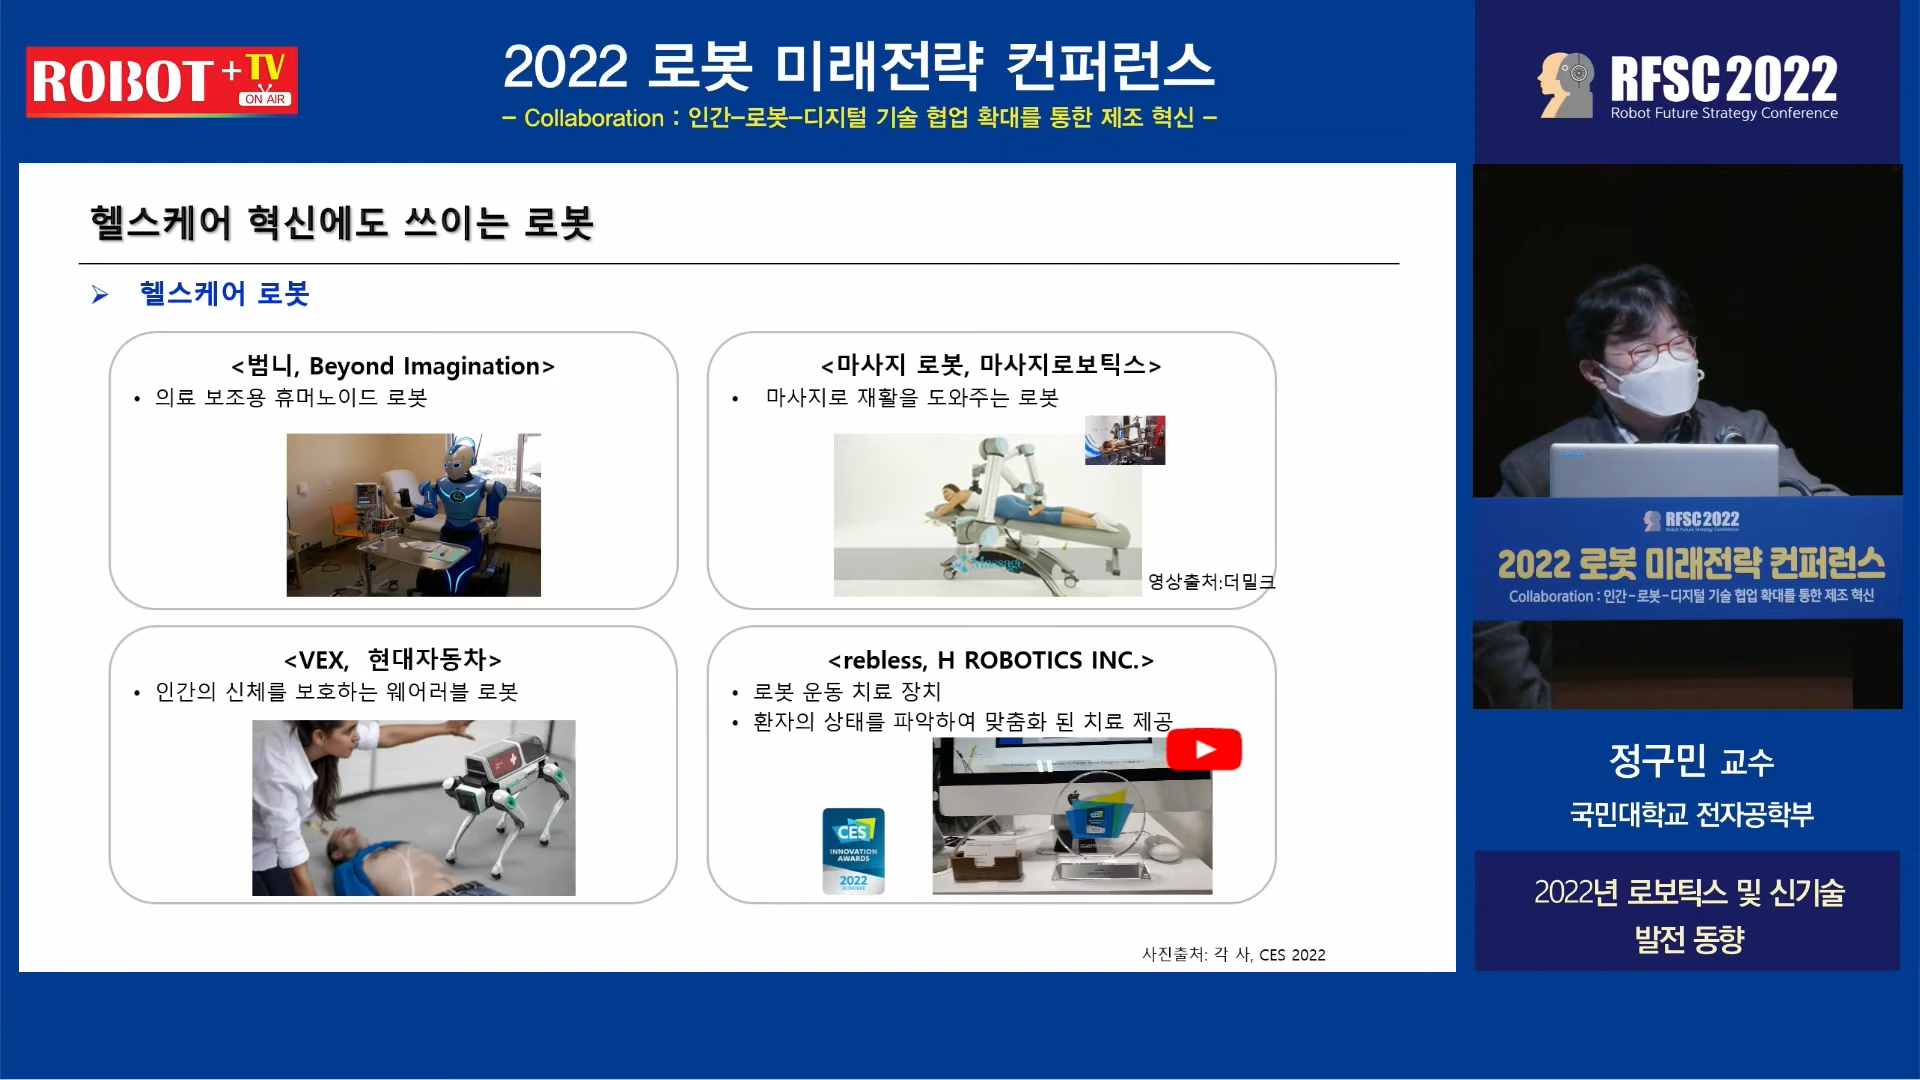 ROBOT+TV
ON AIR
2022 로봇 미래전략 컨퍼런스
– Collaboration : 인간–로봇–디지털 기술 협업 확대를 통한 제조 혁신 –
RFSC 2022
Robot Future Strategy Conference
헬스케어 혁신에도 쓰이는 로봇
➢ 헬스케어 로봇
<범니, Beyond Imagination>
• 의료 보조용 휴머노이드 로봇
<마사지 로봇, 마사지로보틱스>
• 마사지로 재활을 도와주는 로봇
Massage
영상출처:더밀크
<VEX, 현대자동차>
• 인간의 신체를 보호하는 웨어러블 로봇
<rebless, H ROBOTICS INC.>
• 로봇 운동 치료 장치
• 환자의 상태를 파악하여 맞춤화 된 치료 제공
CES
INNOVATION
AWARDS
2022
HONOREE
사진출처: 각 사, CES 2022
RFSC 2022
Robot Future Strategy Conference
2022 로봇 미래전략 컨퍼런스
Collaboration : 인간-로봇-디지털 기술 협업 확대를 통한 제조 혁신
정구민 교수
국민대학교 전자공학부
2022년 로보틱스 및 신기술
발전 동향